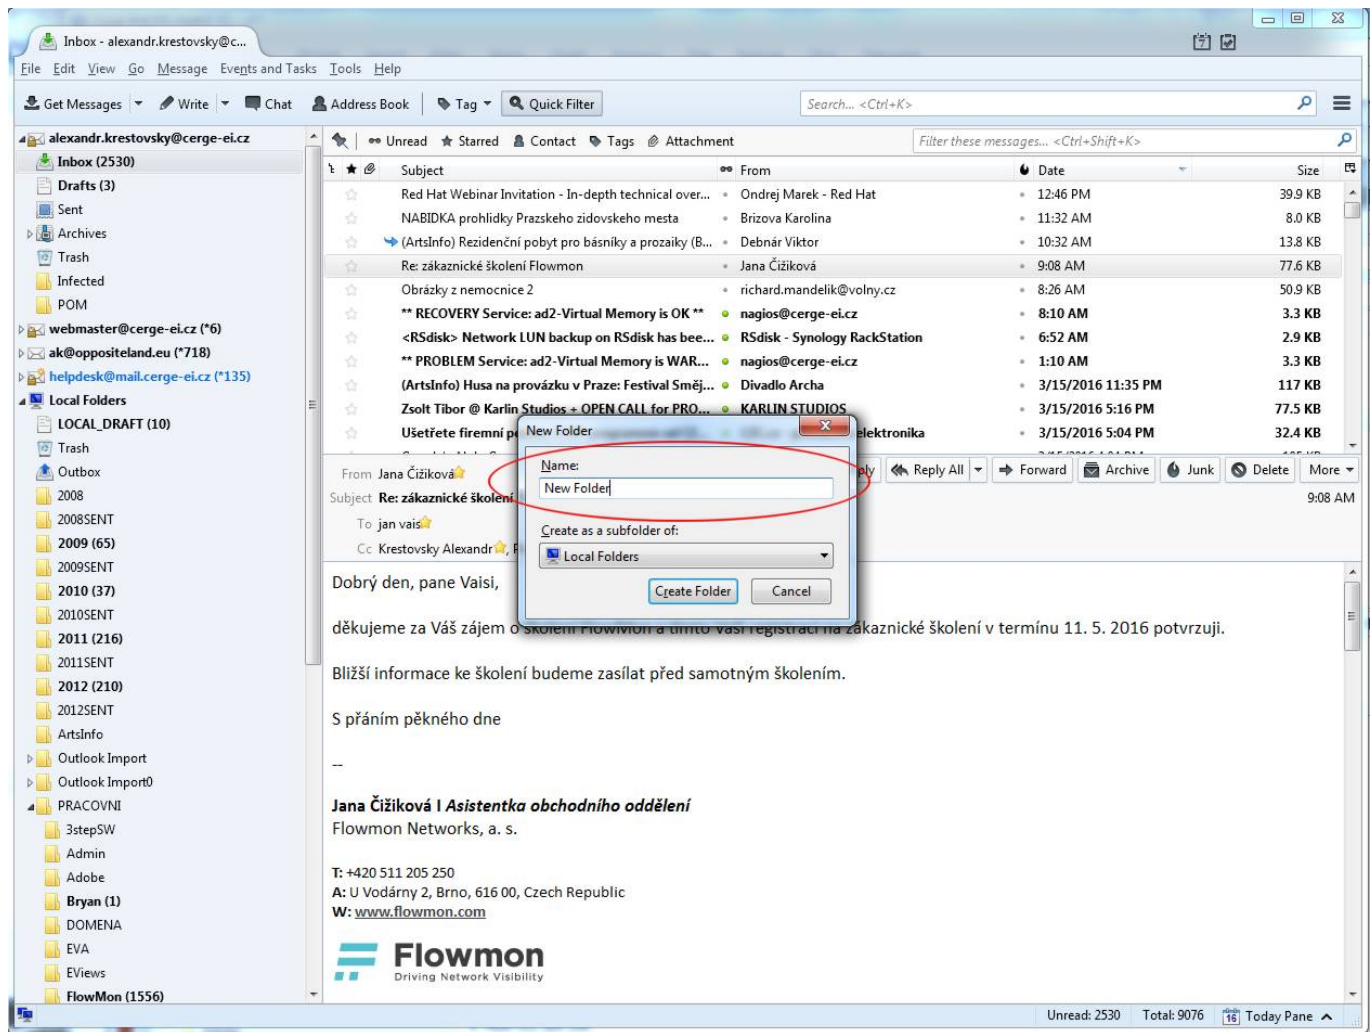 Inbox - alexandr.krestovsky@c...
7
File Edit View Go Message Events and Tasks Tools Help
Get Messages Write Chat Address Book Tag Quick Filter Search... <Ctrl+K>
alexandr.krestovsky@cerge-ei.cz
Inbox (2530)
Drafts (3)
Sent
Archives
Trash
Infected
POM
webmaster@cerge-ei.cz (*6)
ak@oppositeland.eu (*718)
helpdesk@mail.cerge-ei.cz (*135)
Local Folders
LOCAL_DRAFT (10)
Trash
Outbox
2008
2008SENT
2009 (65)
2009SENT
2010 (37)
2010SENT
2011 (216)
2011SENT
2012 (210)
2012SENT
ArtsInfo
Outlook Import
Outlook Import0
PRACOVNI
3stepSW
Admin
Adobe
Bryan (1)
DOMENA
EVA
EViews
FlowMon (1556)
Unread Starred Contact Tags Attachment Filter these messages... <Ctrl+Shift+K>
Subject From Date Size
Red Hat Webinar Invitation - In-depth technical over... Ondrej Marek - Red Hat 12:46 PM 39.9 KB
NABIDKA prohlidky Prazskeho zidovskeho mesta Brizova Karolina 11:32 AM 8.0 KB
(ArtsInfo) Rezidenční pobyt pro básníky a prozaiky (B... Debnár Viktor 10:32 AM 13.8 KB
Re: zákaznické školení Flowmon Jana Čižiková 9:08 AM 77.6 KB
Obrázky z nemocnice 2 richard.mandelik@volny.cz 8:26 AM 50.9 KB
** RECOVERY Service: ad2-Virtual Memory is OK ** nagios@cerge-ei.cz 8:10 AM 3.3 KB
<RSdisk> Network LUN backup on RSdisk has bee... RSdisk - Synology RackStation 6:52 AM 2.9 KB
** PROBLEM Service: ad2-Virtual Memory is WAR... nagios@cerge-ei.cz 1:10 AM 3.3 KB
(ArtsInfo) Husa na provázku v Praze: Festival Směj... Divadlo Archa 3/15/2016 11:35 PM 117 KB
Zsolt Tibor @ Karlin Studios + OPEN CALL for PRO... KARLIN STUDIOS 3/15/2016 5:16 PM 77.5 KB
Ušetřete firemní elektronika 3/15/2016 5:04 PM 32.4 KB
From Jana Čižiková Reply All Forward Archive Junk Delete More
Subject Re: zákaznické školení 9:08 AM
To jan vais
Cc Krestovsky Alexandr,
New Folder
Name:
New Folder
Create as a subfolder of:
Local Folders
Create Folder Cancel
Dobrý den, pane Vaisi,
děkujeme za Váš zájem o školení FlowMon a tímto Vaši registraci na zákaznické školení v termínu 11. 5. 2016 potvrzuji.
Bližší informace ke školení budeme zasílat před samotným školením.
S přáním pěkného dne
--
Jana Čižiková I Asistentka obchodního oddělení
Flowmon Networks, a. s.
T: +420 511 205 250
A: U Vodárny 2, Brno, 616 00, Czech Republic
W: www.flowmon.com
Flowmon
Driving Network Visibility
Unread: 2530 Total: 9076 16 Today Pane